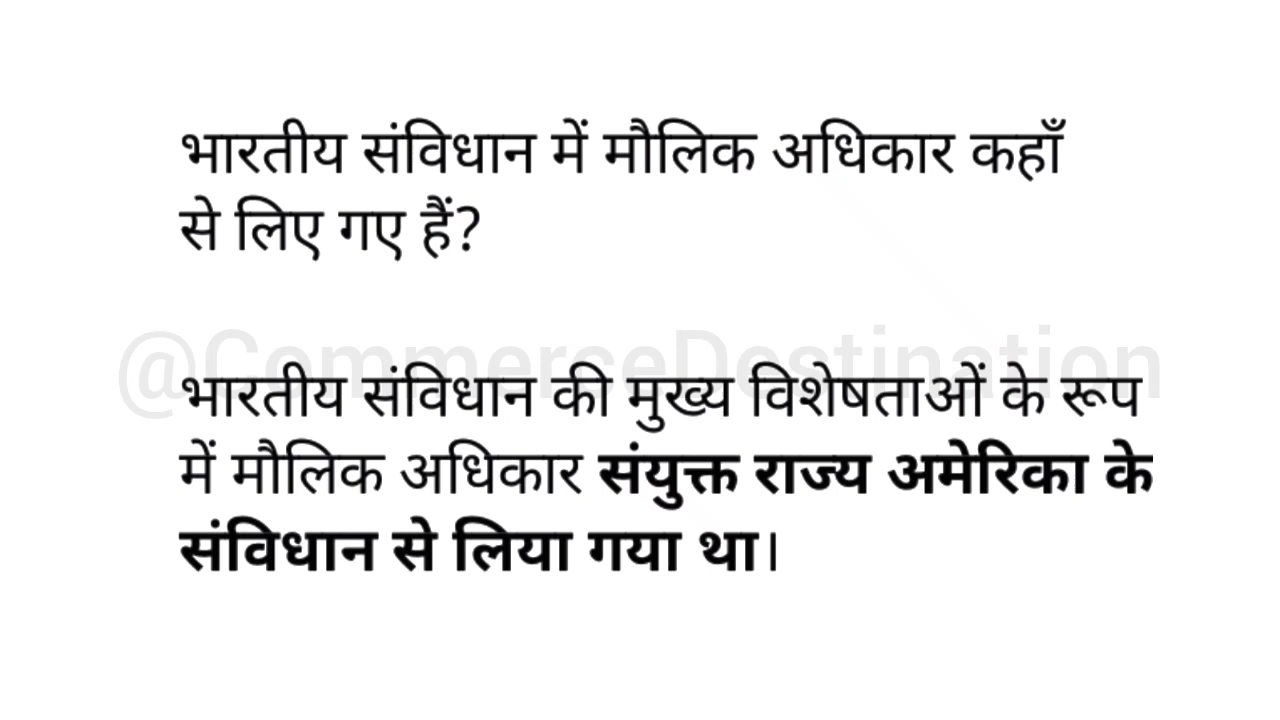 भारतीय संविधान में मौलिक अधिकार कहाँ
से लिए गए हैं?
@CommerceDestination
भारतीय संविधान की मुख्य विशेषताओं के रूप
में मौलिक अधिकार संयुक्त राज्य अमेरिका के
संविधान से लिया गया था।